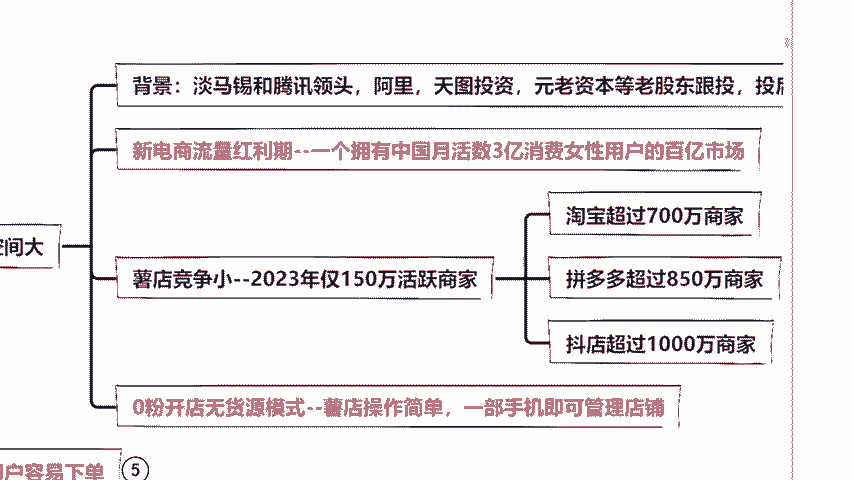 背景：淡马锡和腾讯领头，阿里，天图投资，元老资本等老股东跟投，投
新电商流量红利期--一个拥有中国月活数3亿消费女性用户的百亿市场
淘宝超过700万商家
空间大
薯店竞争小--2023年仅150万活跃商家
拼多多超过850万商家
抖店超过1000万商家
0粉开店无货源模式--薯店操作简单，一部手机即可管理店铺
户容易下单
5